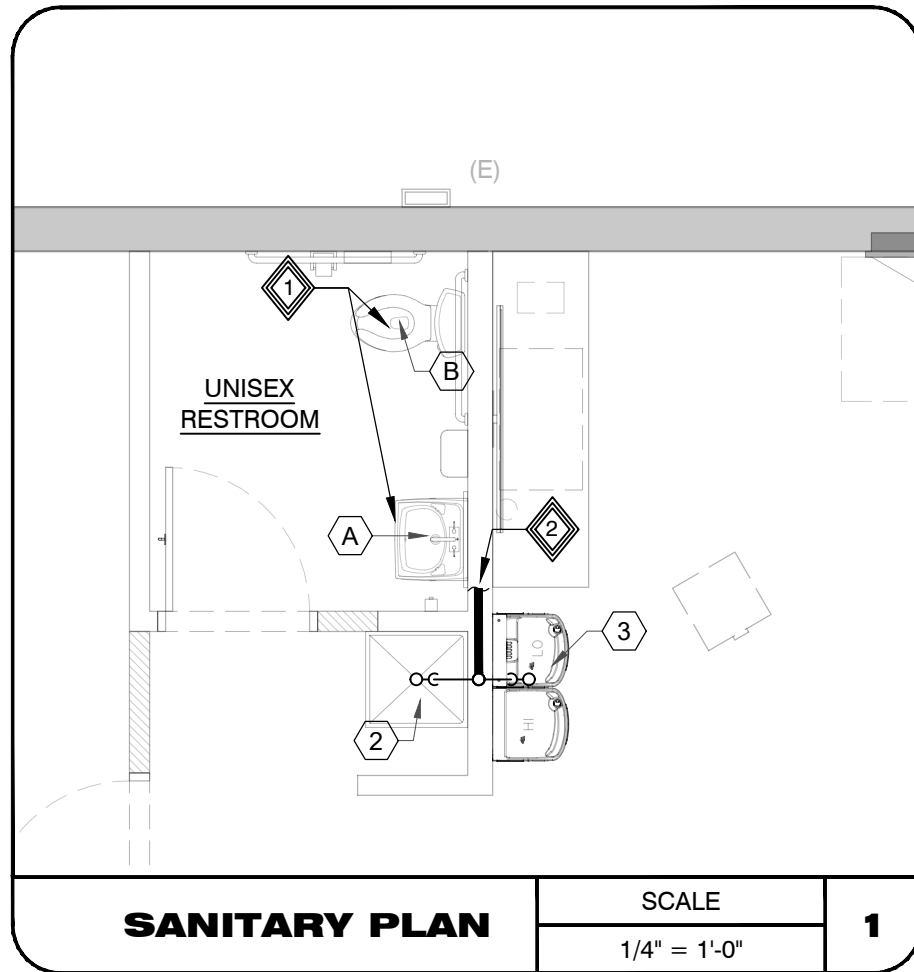 (E)
1
B
UNISEX
RESTROOM
A
2
3
LO
2
HI
SANITARY PLAN
SCALE
1/4" = 1'-0"
1